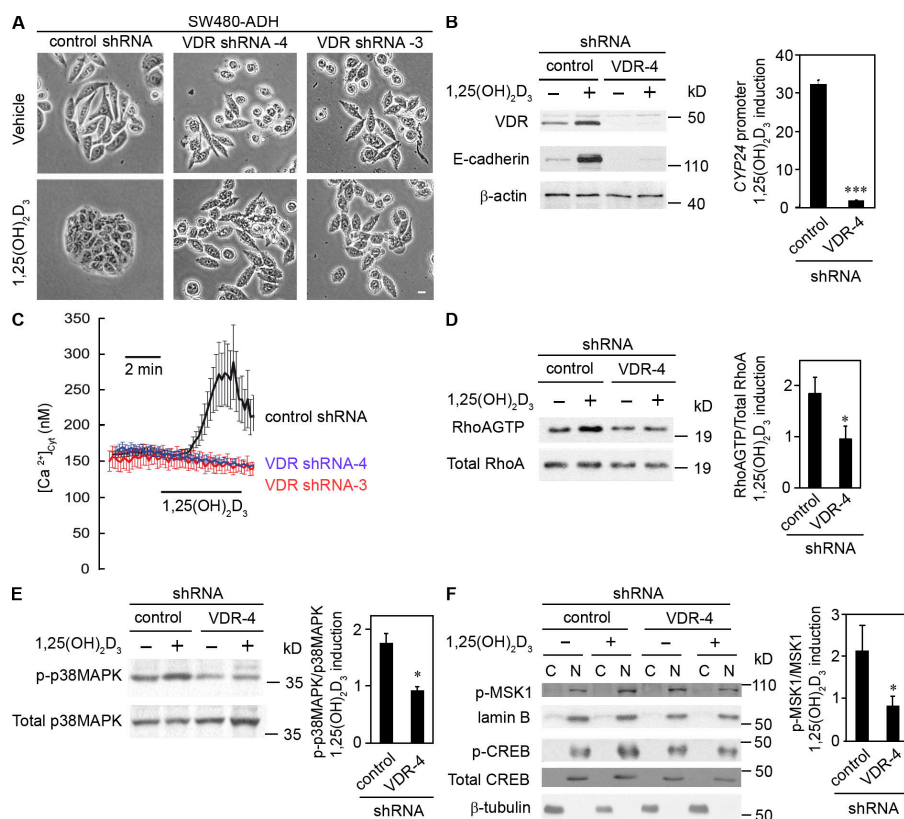 A
SW480-ADH
control shRNA VDR shRNA -4 VDR shRNA -3
Vehicle
1,25(OH)₂D₃
B
shRNA
control VDR-4
1,25(OH)₂D₃ – + – + kD
VDR – 50
E-cadherin – 110
β-actin – 40
CYP24 promoter
1,25(OH)₂D₃ induction
40
30
20
10
0
***
control VDR-4
shRNA
C
[Ca ²⁺]Cyt (nM)
350
300
250
200
150
100
50
0
2 min
control shRNA
VDR shRNA-4
VDR shRNA-3
1,25(OH)₂D₃
D
shRNA
control VDR-4
1,25(OH)₂D₃ – + – + kD
RhoAGTP – 19
Total RhoA – 19
RhoAGTP/Total RhoA
1,25(OH)₂D₃ induction
2
1
0
*
control VDR-4
shRNA
E
shRNA
control VDR-4
1,25(OH)₂D₃ – + – + kD
p-p38MAPK – 35
Total p38MAPK – 35
p-p38MAPK/p38MAPK
1,25(OH)₂D₃ induction
2
1
0
*
control VDR-4
shRNA
F
shRNA
control VDR-4
1,25(OH)₂D₃ – + – +
C N C N C N C N kD
p-MSK1 – 110
lamin B – 50
p-CREB – 50
Total CREB – 50
β-tubulin – 50
p-MSK1/MSK1
1,25(OH)₂D₃ induction
3
2
1
0
*
control VDR-4
shRNA